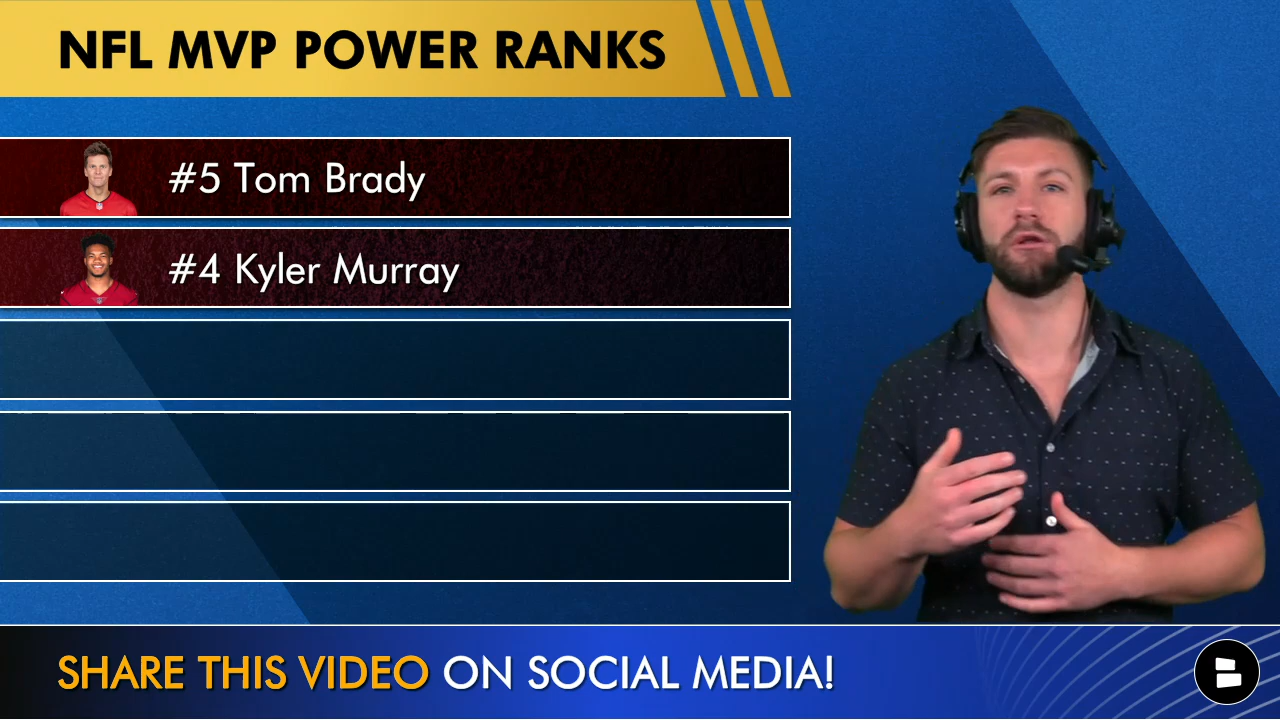 NFL MVP POWER RANKS
#5 Tom Brady
#4 Kyler Murray
SHARE THIS VIDEO ON SOCIAL MEDIA!